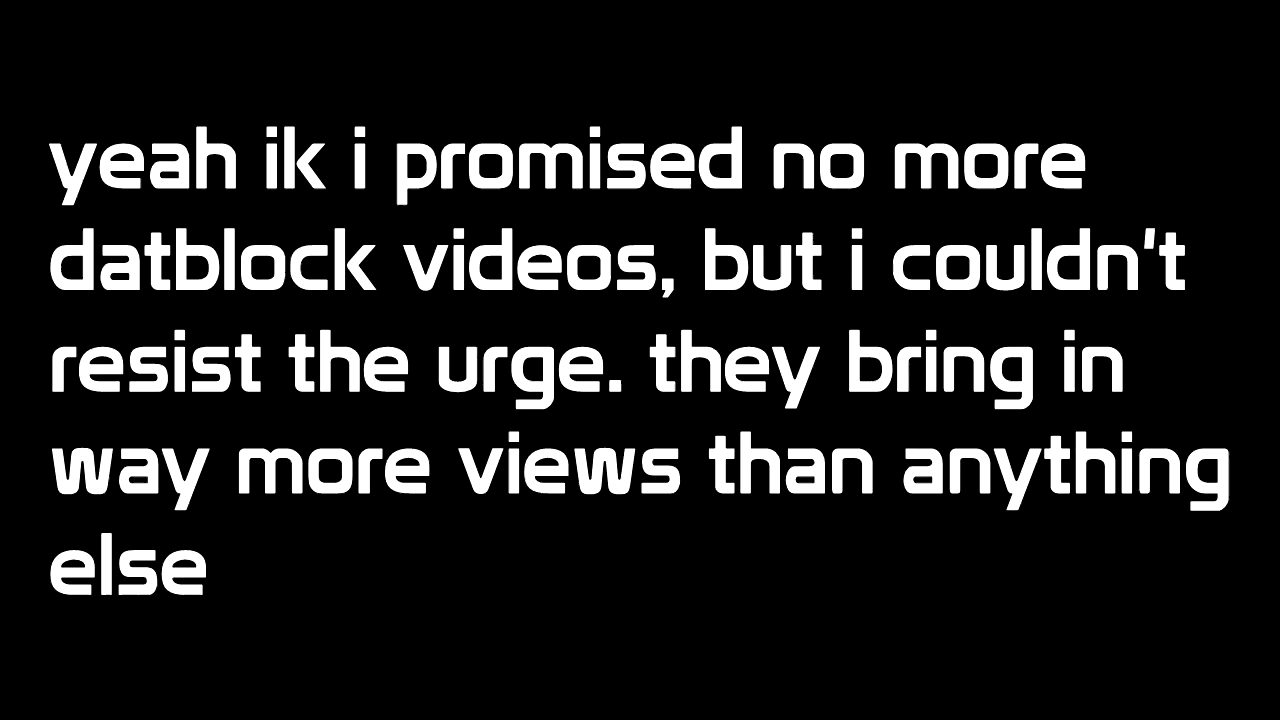 yeah ik i promised no more
datblock videos, but i couldn't
resist the urge. they bring in
way more views than anything
else